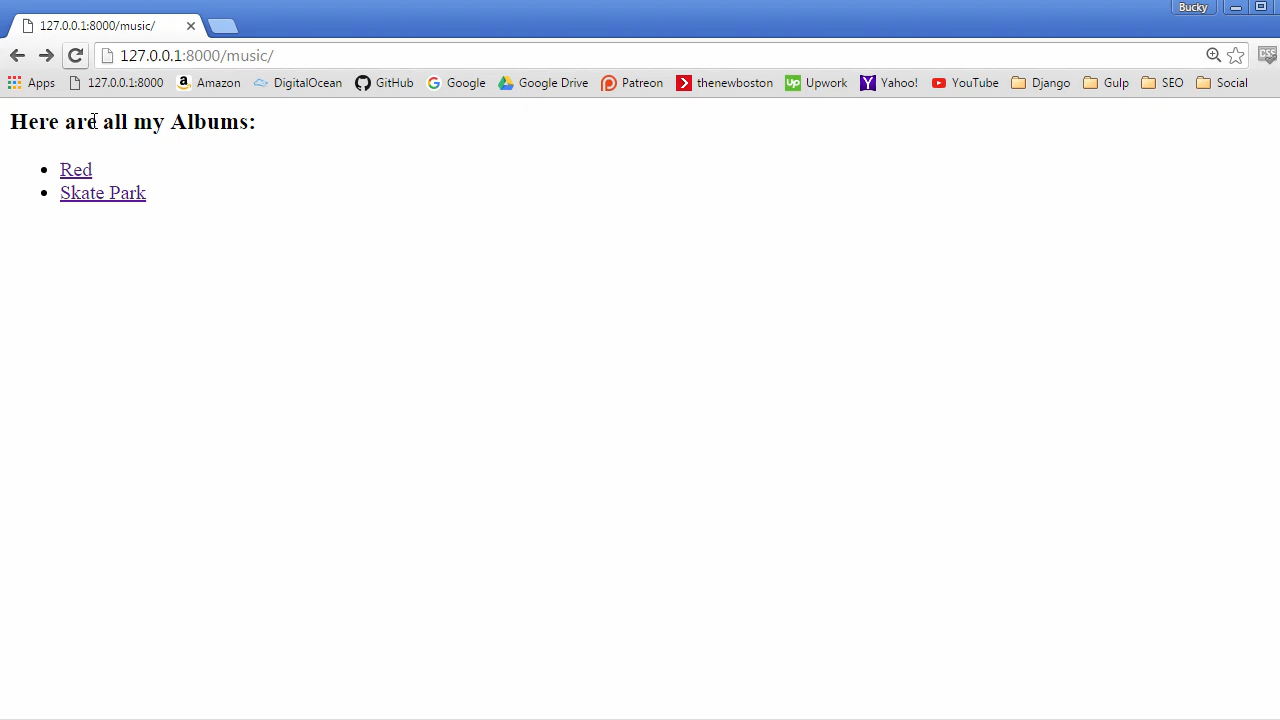 Bucky
127.0.0.1:8000/music/
127.0.0.1:8000/music/
Apps 127.0.0.1:8000 Amazon DigitalOcean GitHub Google Google Drive Patreon thenewboston Upwork Yahoo! YouTube Django Gulp SEO Social
CSS
Here are all my Albums:
Red
Skate Park